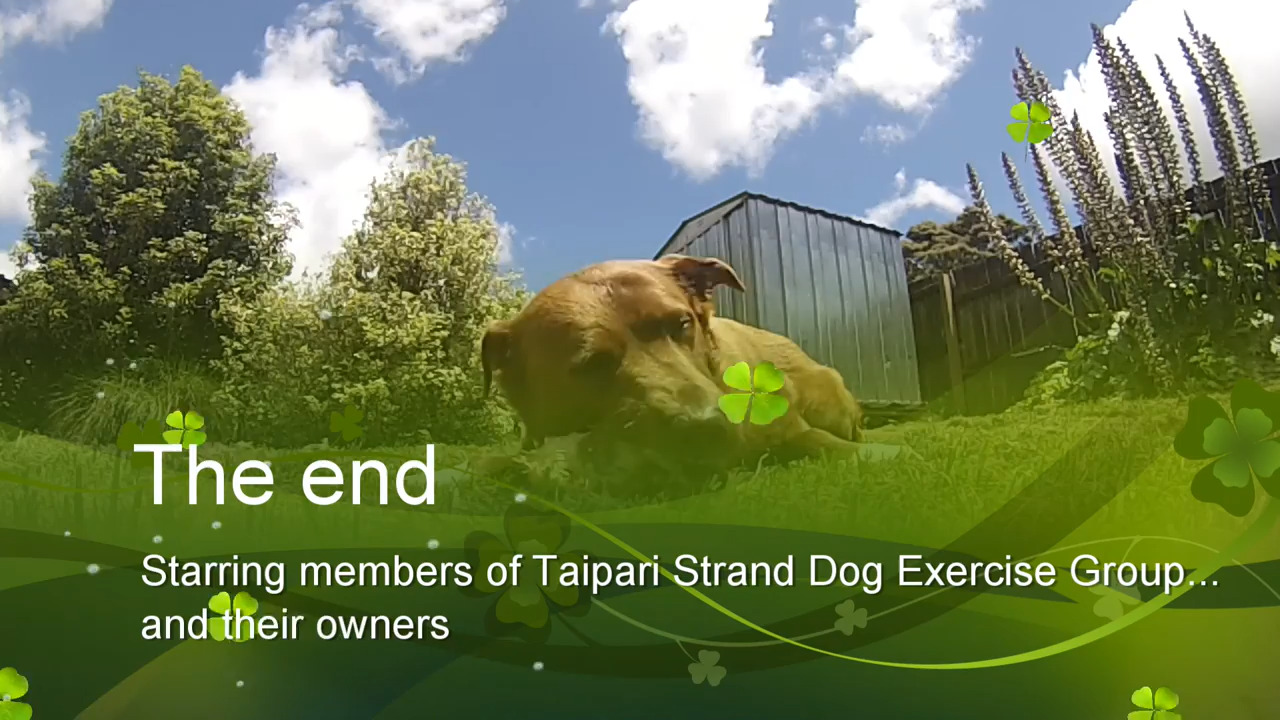 The end
Starring members of Taipari Strand Dog Exercise Group...
and their owners